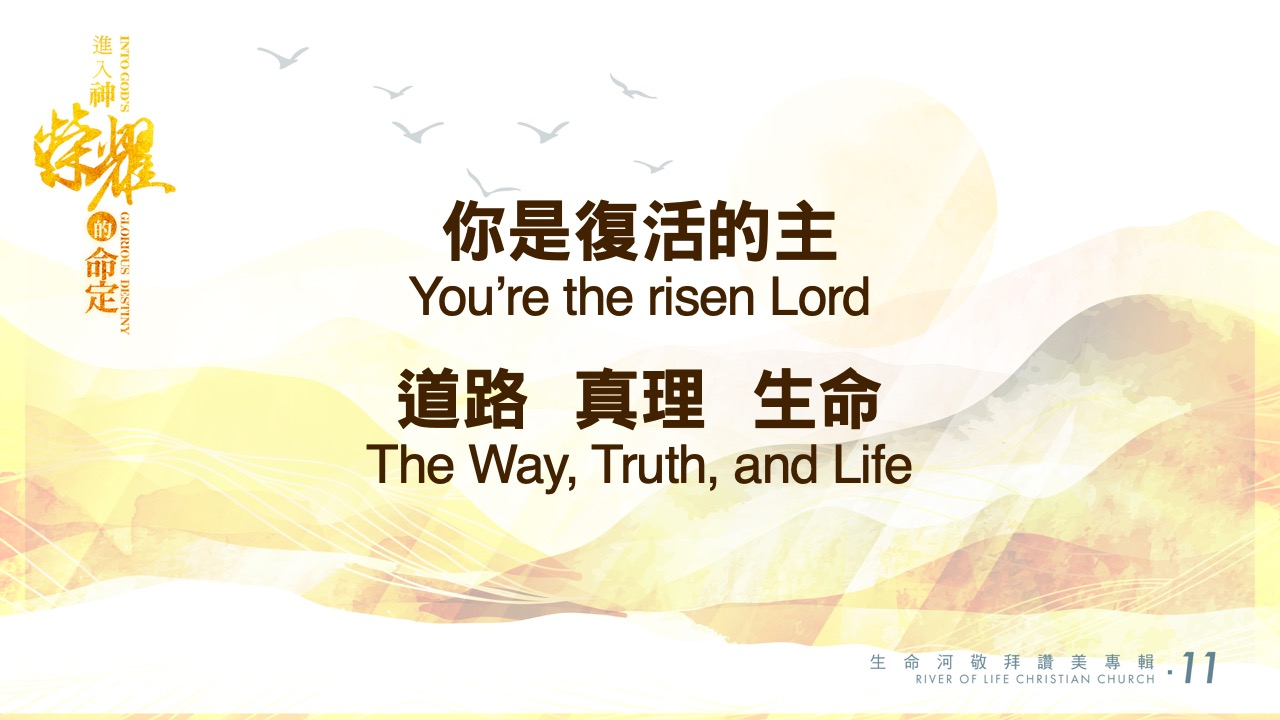 進入神
榮耀
的
命定
INTO GOD'S
GLORIOUS DESTINY
你是復活的主
You’re the risen Lord
道路 真理 生命
The Way, Truth, and Life
生命河敬拜讚美專輯
RIVER OF LIFE CHRISTIAN CHURCH
·11